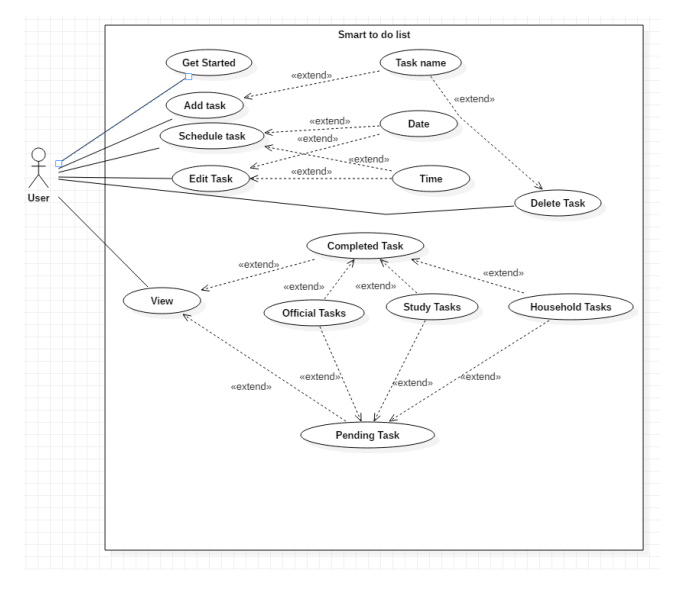 Smart to do list
Get Started
Task name
«extend»
«extend»
Add task
Date
«extend»
Schedule task
«extend»
«extend»
Edit Task
«extend»
Time
User
Delete Task
Completed Task
«extend»
«extend»
«extend»
«extend»
View
Official Tasks
Study Tasks
Household Tasks
«extend»
«extend»
«extend»
«extend»
Pending Task